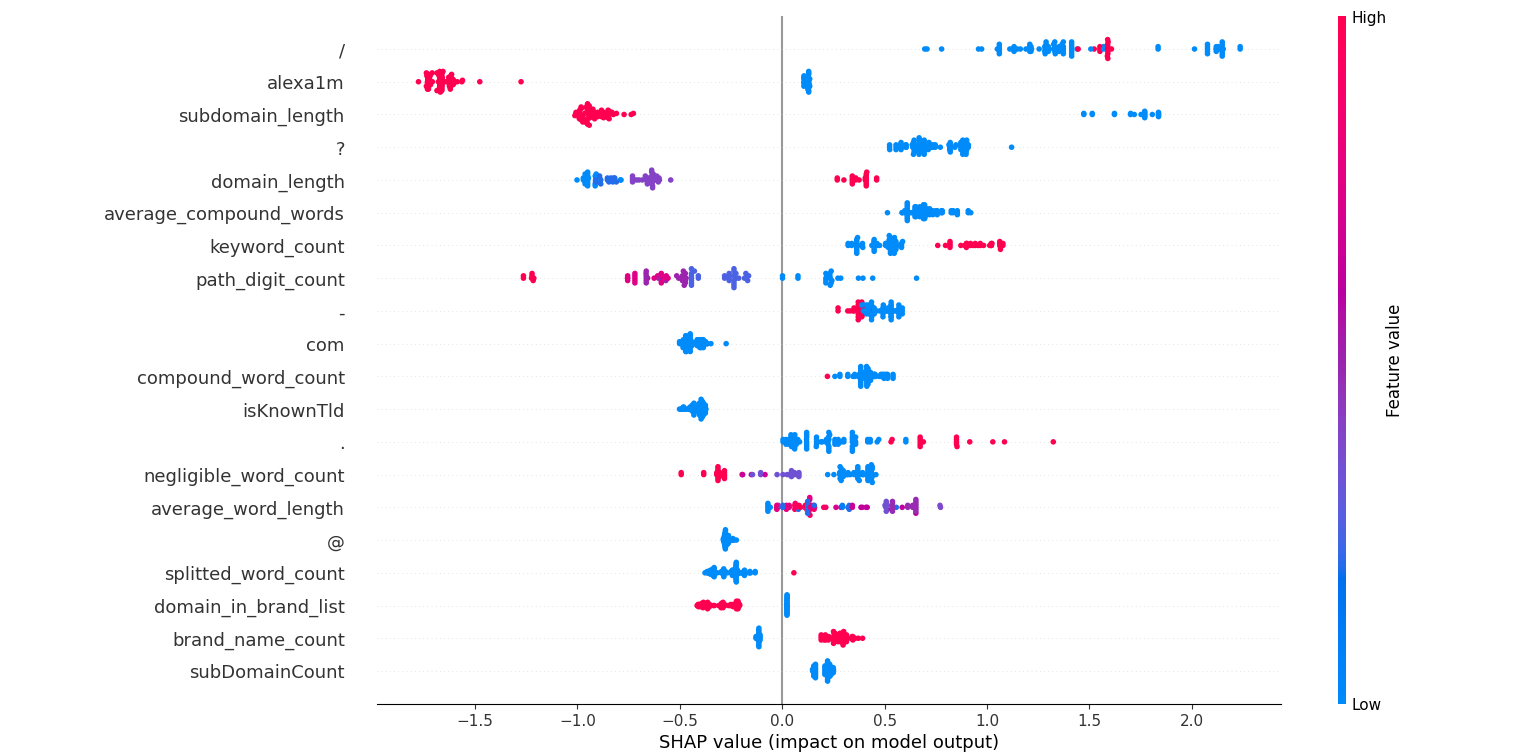 High
/
alexa1m
subdomain_length
?
domain_length
average_compound_words
keyword_count
path_digit_count
-
com
compound_word_count
isKnownTld
.
negligible_word_count
average_word_length
@
splitted_word_count
domain_in_brand_list
brand_name_count
subDomainCount
Feature value
Low
−1.5 −1.0 −0.5 0.0 0.5 1.0 1.5 2.0
SHAP value (impact on model output)